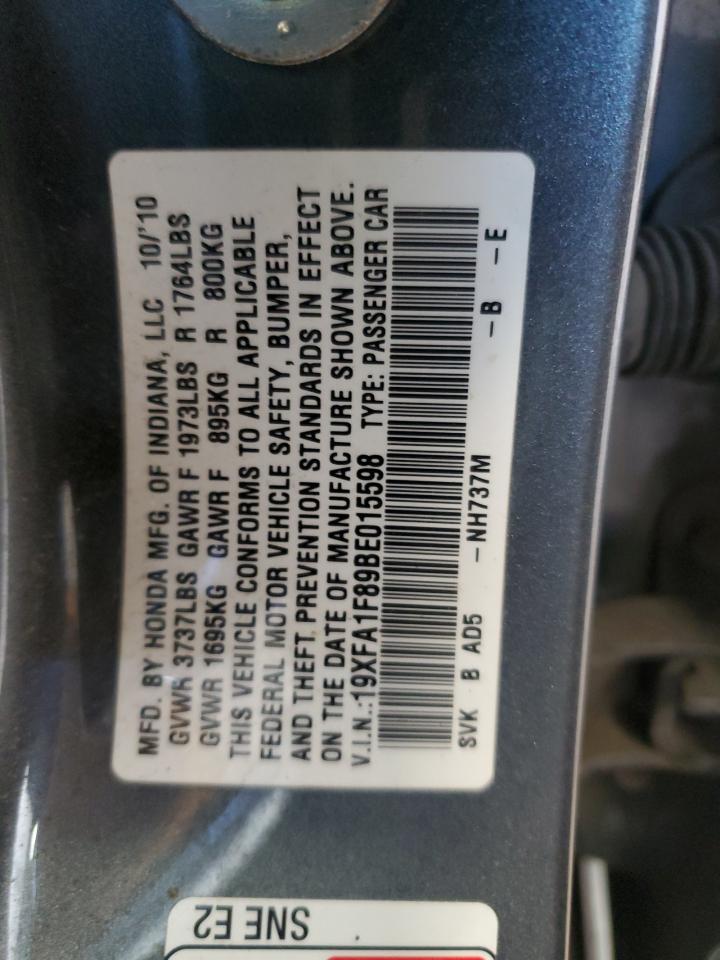 MFD. BY HONDA MFG. OF INDIANA, LLC 10/'10
GVWR 3737LBS GAWR F 1973LBS R 1764LBS
GVWR 1695KG GAWR F 895KG R 800KG
THIS VEHICLE CONFORMS TO ALL APPLICABLE
FEDERAL MOTOR VEHICLE SAFETY, BUMPER,
AND THEFT PREVENTION STANDARDS IN EFFECT
ON THE DATE OF MANUFACTURE SHOWN ABOVE.
V.I.N.:19XFA1F89BE015598 TYPE: PASSENGER CAR
SVK B AD5 -NH737M -B -E
SNE E2